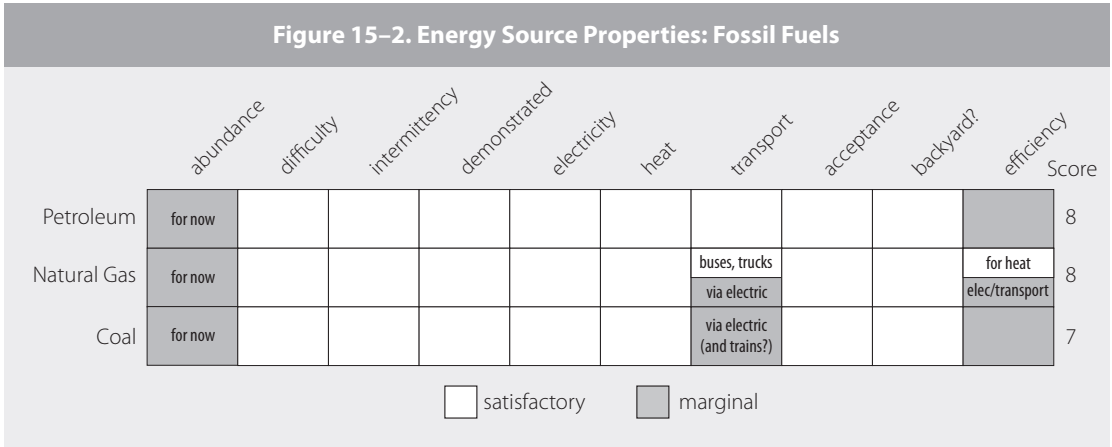 Figure 15–2. Energy Source Properties: Fossil Fuels
abundance
difficulty
intermittency
demonstrated
electricity
heat
transport
acceptance
backyard?
efficiency
Score
Petroleum
for now
8
Natural Gas
for now
buses, trucks
via electric
for heat
elec/transport
8
Coal
for now
via electric
(and trains?)
7
satisfactory
marginal